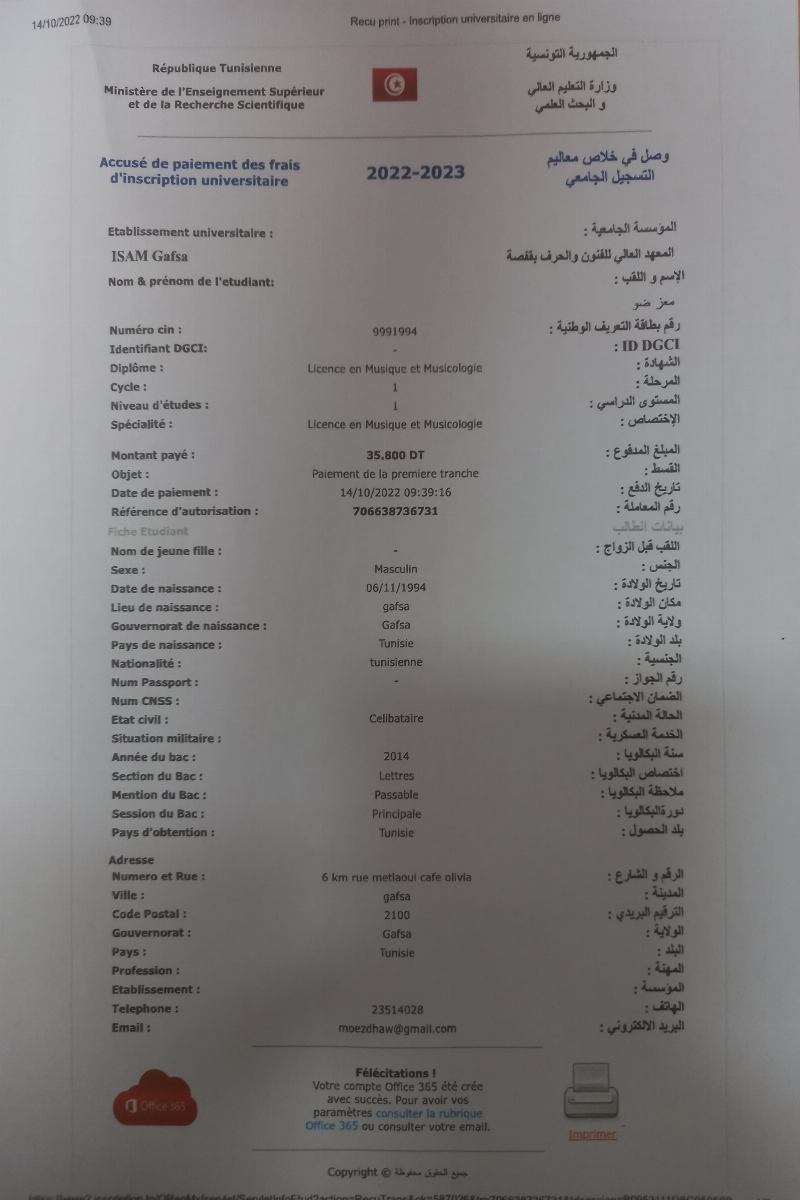 14/10/2022 09:39
Recu print - Inscription universitaire en ligne
République Tunisienne
الجمهورية التونسية
Ministère de l'Enseignement Supérieur
et de la Recherche Scientifique
وزارة التعليم العالي
و البحث العلمي
Accusé de paiement des frais
d'inscription universitaire
2022-2023
وصل في خلاص معاليم
التسجيل الجامعي
Etablissement universitaire :
المؤسسة الجامعية :
ISAM Gafsa
المعهد العالي للفنون والحرف بقفصة
Nom & prénom de l'etudiant:
الإسم و اللقب :
معز ضو
Numéro cin : 9991994 رقم بطاقة التعريف الوطنية :
Identifiant DGCI: - ID DGCI :
Diplôme : Licence en Musique et Musicologie الشهادة :
Cycle : 1 المرحلة :
Niveau d'études : 1 المستوى الدراسي :
Spécialité : Licence en Musique et Musicologie الإختصاص :
Montant payé : 35.800 DT المبلغ المدفوع :
Objet : Paiement de la premiere tranche القسط :
Date de paiement : 14/10/2022 09:39:16 تاريخ الدفع :
Référence d'autorisation : 706638736731 رقم المعاملة :
Fiche Etudiant بيانات الطالب
Nom de jeune fille : - اللقب قبل الزواج :
Sexe : Masculin الجنس :
Date de naissance : 06/11/1994 تاريخ الولادة :
Lieu de naissance : gafsa مكان الولادة :
Gouvernorat de naissance : Gafsa ولاية الولادة :
Pays de naissance : Tunisie بلد الولادة :
Nationalité : tunisienne الجنسية :
Num Passport : - رقم الجواز :
Num CNSS : الضمان الاجتماعي :
Etat civil : Celibataire الحالة المدنية :
Situation militaire : الخدمة العسكرية :
Année du bac : 2014 سنة البكالوريا :
Section du Bac : Lettres اختصاص البكالوريا :
Mention du Bac : Passable ملاحظة البكالوريا :
Session du Bac : Principale دورة البكالوريا :
Pays d'obtention : Tunisie بلد الحصول :
Adresse
Numero et Rue : 6 km rue metlaoui cafe olivia الرقم و الشارع :
Ville : gafsa المدينة :
Code Postal : 2100 الترقيم البريدي :
Gouvernorat : Gafsa الولاية :
Pays : Tunisie البلد :
Profession : المهنة :
Etablissement : المؤسسة :
Telephone : 23514028 الهاتف :
Email : moezdhaw@gmail.com البريد الالكتروني :
Office 365
Félécitations !
Votre compte Office 365 été crée
avec succès. Pour avoir vos
paramètres consulter la rubrique
Office 365 ou consulter votre email.
Imprimer
Copyright © جميع الحقوق محفوظة